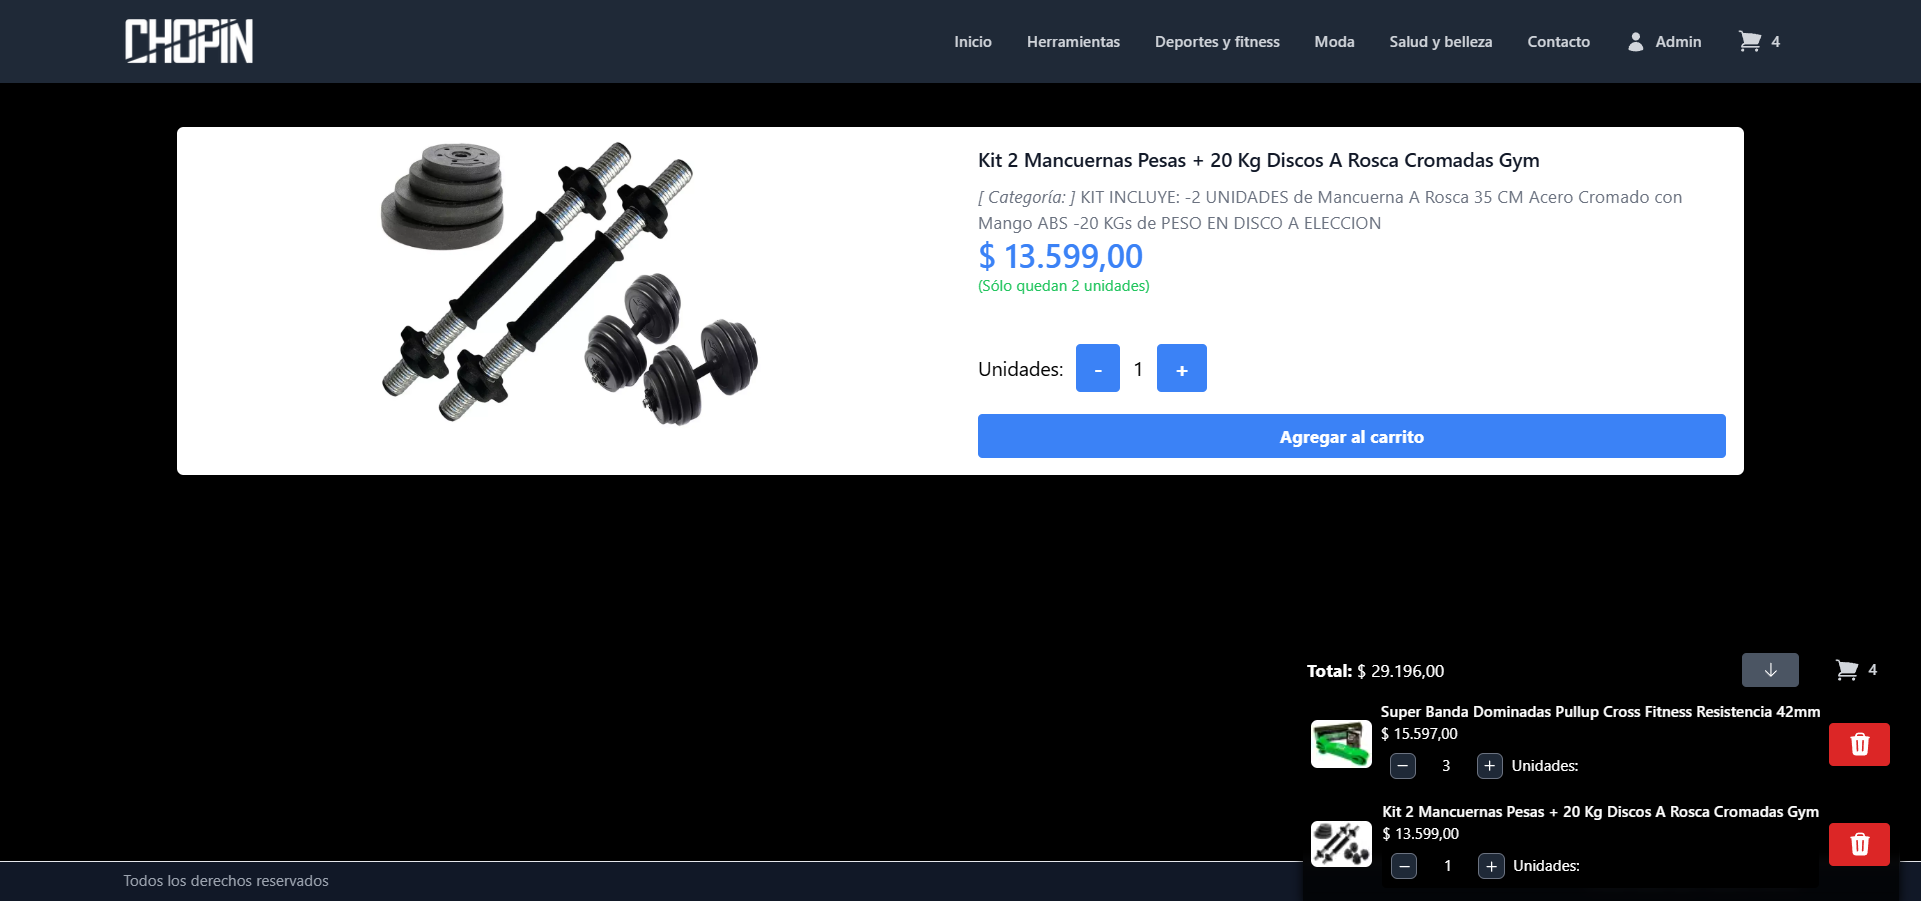 CHOPIN
Inicio
Herramientas
Deportes y fitness
Moda
Salud y belleza
Contacto
Admin
4
Kit 2 Mancuernas Pesas + 20 Kg Discos A Rosca Cromadas Gym
[ Categoría: ] KIT INCLUYE: -2 UNIDADES de Mancuerna A Rosca 35 CM Acero Cromado con
Mango ABS -20 KGs de PESO EN DISCO A ELECCION
$ 13.599,00
(Sólo quedan 2 unidades)
Unidades: - 1 +
Agregar al carrito
Total: $ 29.196,00
4
Super Banda Dominadas Pullup Cross Fitness Resistencia 42mm
$ 15.597,00
3 Unidades:
Kit 2 Mancuernas Pesas + 20 Kg Discos A Rosca Cromadas Gym
$ 13.599,00
1 Unidades:
Todos los derechos reservados